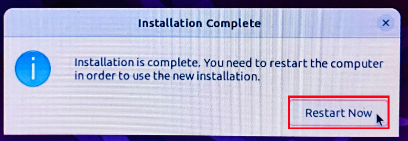 Installation Complete
Installation is complete. You need to restart the computer
in order to use the new installation.
Restart Now